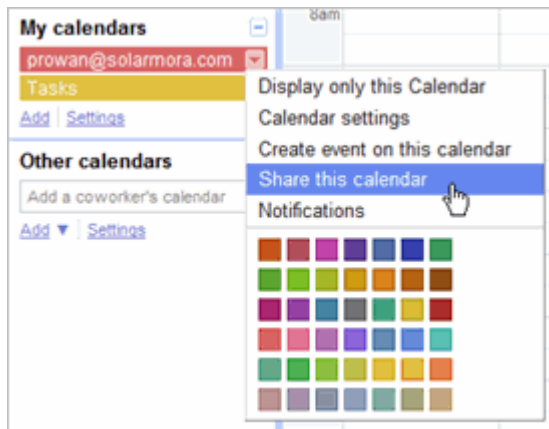 8am
My calendars
prowan@solarmora.com
Tasks
Add Settings
Other calendars
Add a coworker's calendar
Add ▼ Settings
Display only this Calendar
Calendar settings
Create event on this calendar
Share this calendar
Notifications